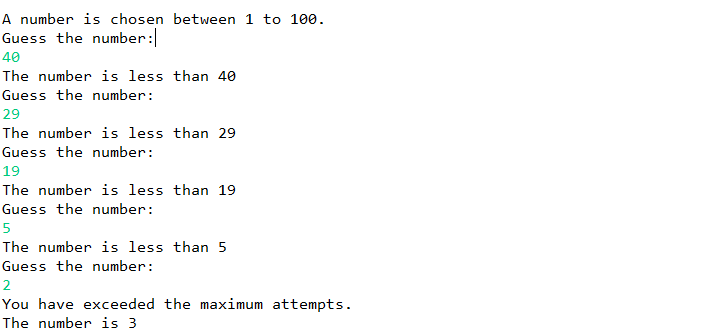 A number is chosen between 1 to 100.
Guess the number:
40
The number is less than 40
Guess the number:
29
The number is less than 29
Guess the number:
19
The number is less than 19
Guess the number:
5
The number is less than 5
Guess the number:
2
You have exceeded the maximum attempts.
The number is 3